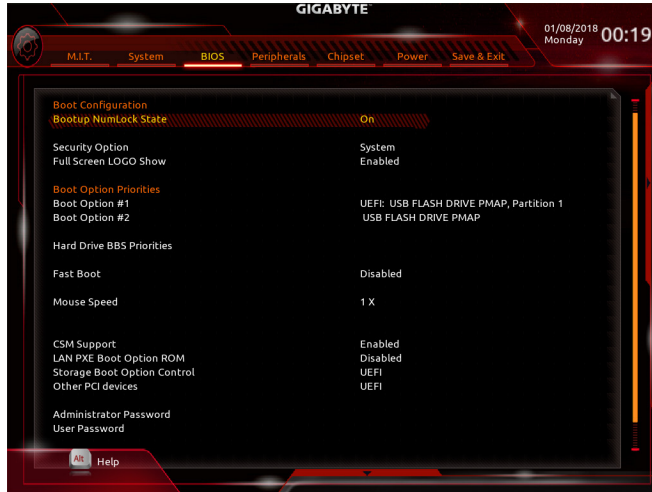 GIGABYTE™
01/08/2018 Monday 00:19
M.I.T. System BIOS Peripherals Chipset Power Save & Exit
Boot Configuration
Bootup NumLock State On
Security Option System
Full Screen LOGO Show Enabled
Boot Option Priorities
Boot Option #1 UEFI: USB FLASH DRIVE PMAP, Partition 1
Boot Option #2 USB FLASH DRIVE PMAP
Hard Drive BBS Priorities
Fast Boot Disabled
Mouse Speed 1 X
CSM Support Enabled
LAN PXE Boot Option ROM Disabled
Storage Boot Option Control UEFI
Other PCI devices UEFI
Administrator Password
User Password
Alt Help